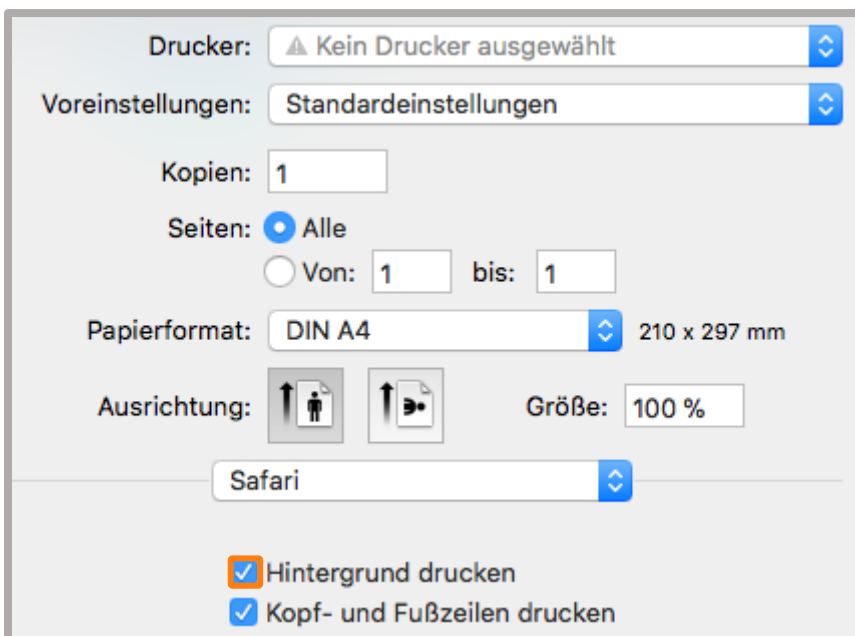 Drucker: Kein Drucker ausgewählt
Voreinstellungen: Standardeinstellungen
Kopien: 1
Seiten: Alle
Von: 1 bis: 1
Papierformat: DIN A4 210 x 297 mm
Ausrichtung: Größe: 100 %
Safari
Hintergrund drucken
Kopf- und Fußzeilen drucken